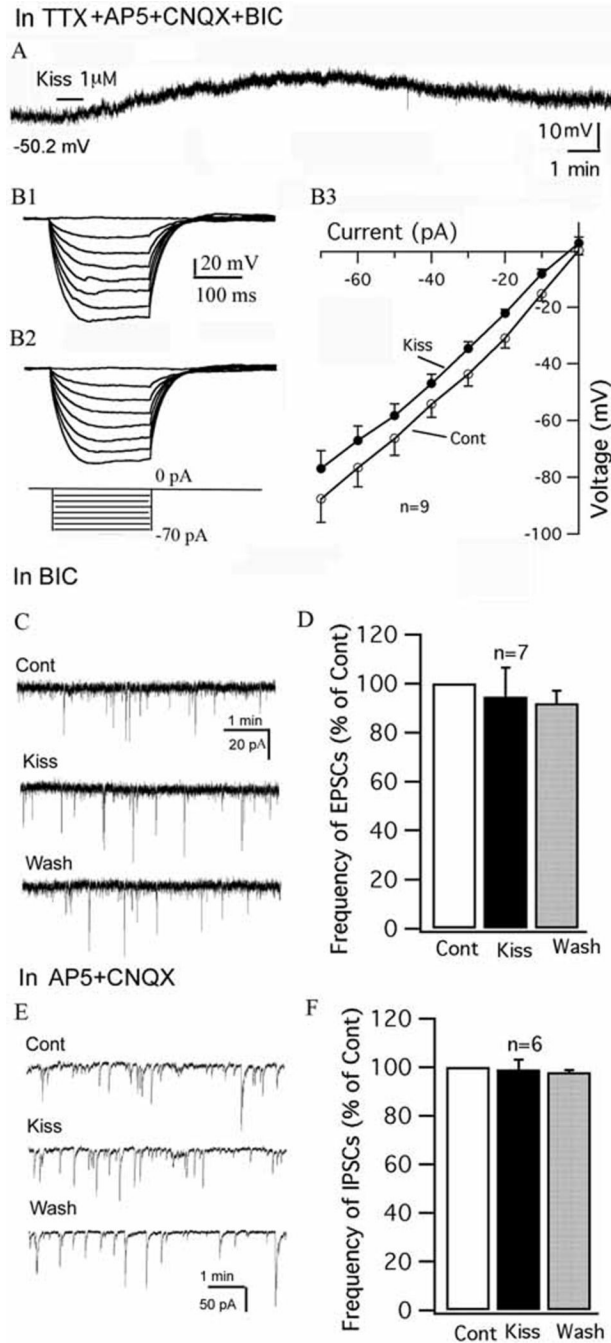 In TTX+AP5+CNQX+BIC
A
Kiss 1μM
-50.2 mV
10mV
1 min
B1
20 mV
100 ms
B2
0 pA
-70 pA
B3
Current (pA)
-60 -40 -20
-20
-40
-60
-80
-100
Voltage (mV)
Kiss
Cont
n=9
In BIC
C
Cont
1 min
20 pA
Kiss
Wash
D
Frequency of EPSCs (% of Cont)
120
100
80
60
40
20
0
n=7
Cont Kiss Wash
In AP5+CNQX
E
Cont
Kiss
Wash
1 min
50 pA
F
Frequency of IPSCs (% of Cont)
120
100
80
60
40
20
0
n=6
Cont Kiss Wash